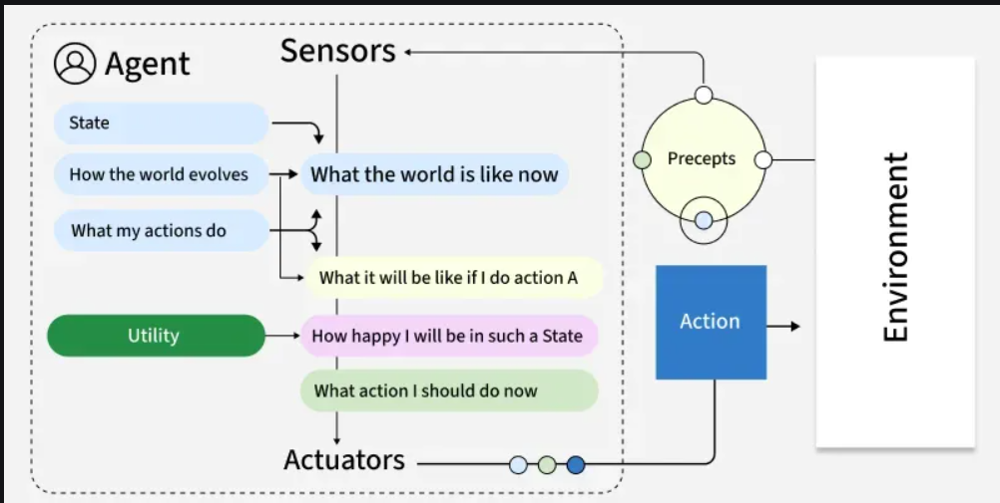 Agent
Sensors
State
How the world evolves
What the world is like now
What my actions do
What it will be like if I do action A
Utility
How happy I will be in such a State
What action I should do now
Actuators
Precepts
Action
Environment